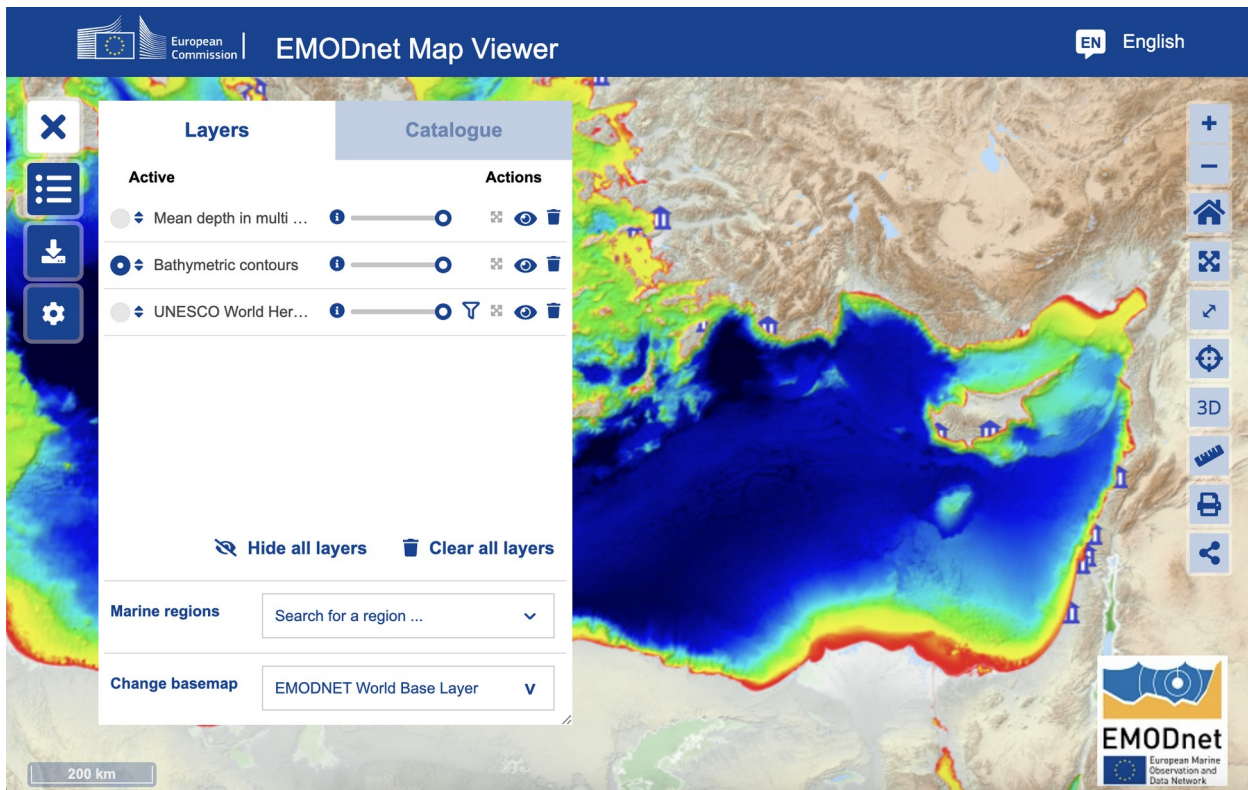 European
Commission
EMODnet Map Viewer
EN English
Layers
Catalogue
Active
Actions
Mean depth in multi ...
Bathymetric contours
UNESCO World Her...
Hide all layers
Clear all layers
Marine regions
Search for a region ...
Change basemap
EMODNET World Base Layer
3D
200 km
EMODnet
European Marine
Observation and
Data Network